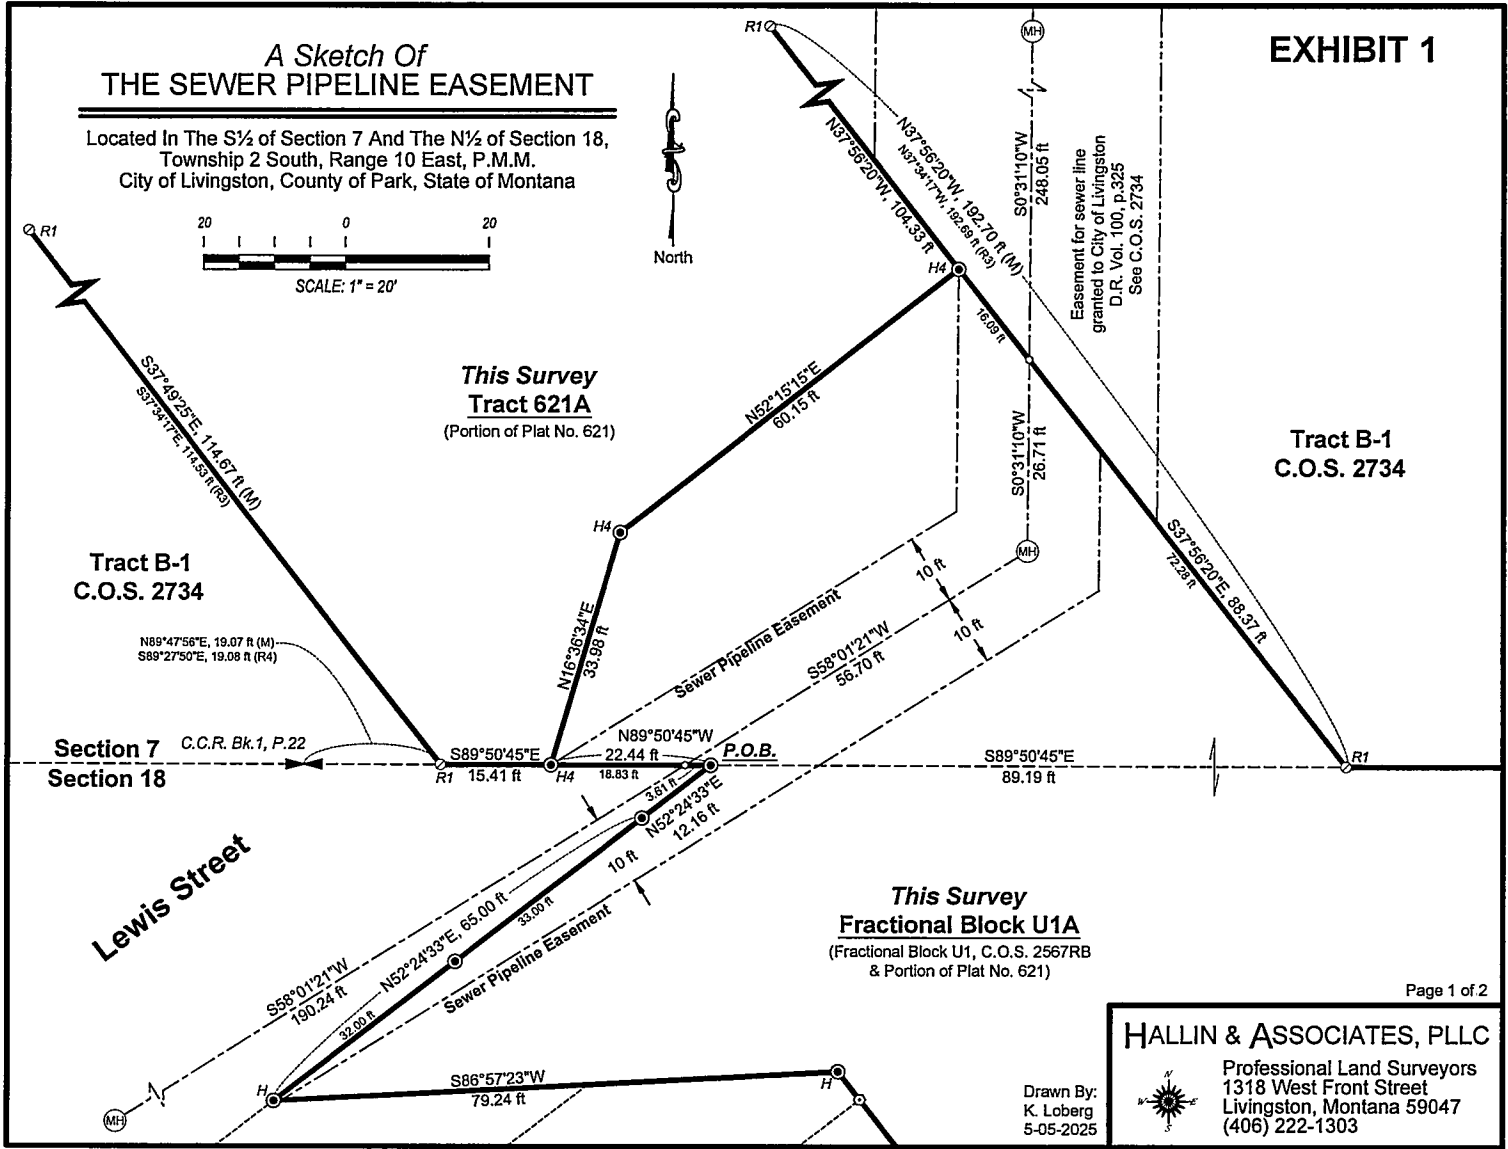 EXHIBIT 1
A Sketch Of
THE SEWER PIPELINE EASEMENT
Located In The S½ of Section 7 And The N½ of Section 18,
Township 2 South, Range 10 East, P.M.M.
City of Livingston, County of Park, State of Montana
20 0 20
SCALE: 1" = 20'
North
R1
R1
MH
N37°56'20"W, 104.33 ft
N37°56'20"W, 192.70 ft (M)
N37°34'17"W, 192.69 ft (R3)
S0°31'10"W
248.05 ft
Easement for sewer line
granted to City of Livingston
D.R. Vol. 100, p.325
See C.O.S. 2734
H4
16.09 ft
S37°49'25"E, 114.67 ft (M)
S37°34'17"E, 114.53 ft (R3)
This Survey
Tract 621A
(Portion of Plat No. 621)
N52°15'15"E
60.15 ft
S0°31'10"W
26.71 ft
Tract B-1
C.O.S. 2734
H4
MH
S37°56'20"E, 88.37 ft
72.28 ft
Tract B-1
C.O.S. 2734
10 ft
10 ft
N16°36'34"E
33.98 ft
Sewer Pipeline Easement
S58°01'21"W
56.70 ft
N89°47'56"E, 19.07 ft (M)
S89°27'50"E, 19.08 ft (R4)
Section 7
Section 18
C.C.R. Bk.1, P.22
R1
S89°50'45"E
15.41 ft
H4
N89°50'45"W
22.44 ft
18.83 ft
P.O.B.
S89°50'45"E
89.19 ft
R1
3.61 ft
N52°24'33"E
12.16 ft
10 ft
Lewis Street
N52°24'33"E, 65.00 ft
33.00 ft
32.00 ft
Sewer Pipeline Easement
S58°01'21"W
190.24 ft
This Survey
Fractional Block U1A
(Fractional Block U1, C.O.S. 2567RB
& Portion of Plat No. 621)
H
MH
S86°57'23"W
79.24 ft
H
Page 1 of 2
Drawn By:
K. Loberg
5-05-2025
HALLIN & ASSOCIATES, PLLC
N
W E
S
Professional Land Surveyors
1318 West Front Street
Livingston, Montana 59047
(406) 222-1303